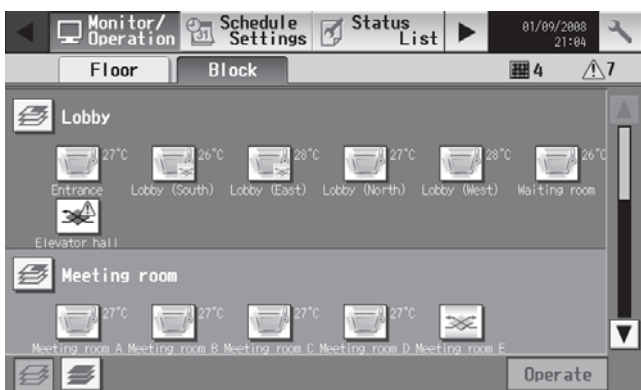 Monitor/ Operation
Schedule Settings
Status List
01/09/2008
21:04
31
Floor
Block
4
7
Lobby
27°C
26°C
28°C
27°C
28°C
26°C
Entrance
Lobby (South)
Lobby (East)
Lobby (North)
Lobby (West)
Waiting room
Elevator hall
Meeting room
27°C
27°C
27°C
27°C
Meeting room A
Meeting room B
Meeting room C
Meeting room D
Meeting room E
Operate